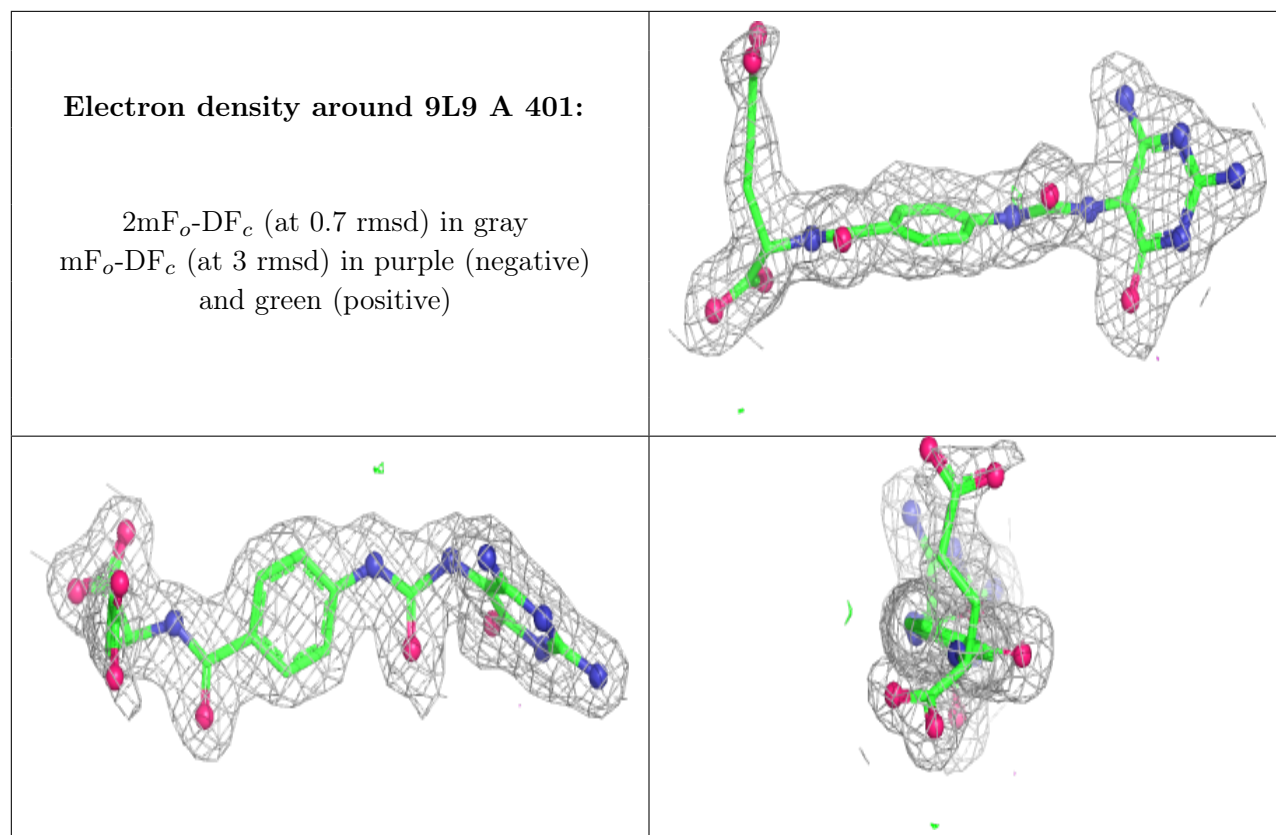 Electron density around 9L9 A 401:
2mFo-DFc (at 0.7 rmsd) in gray
mFo-DFc (at 3 rmsd) in purple (negative)
and green (positive)